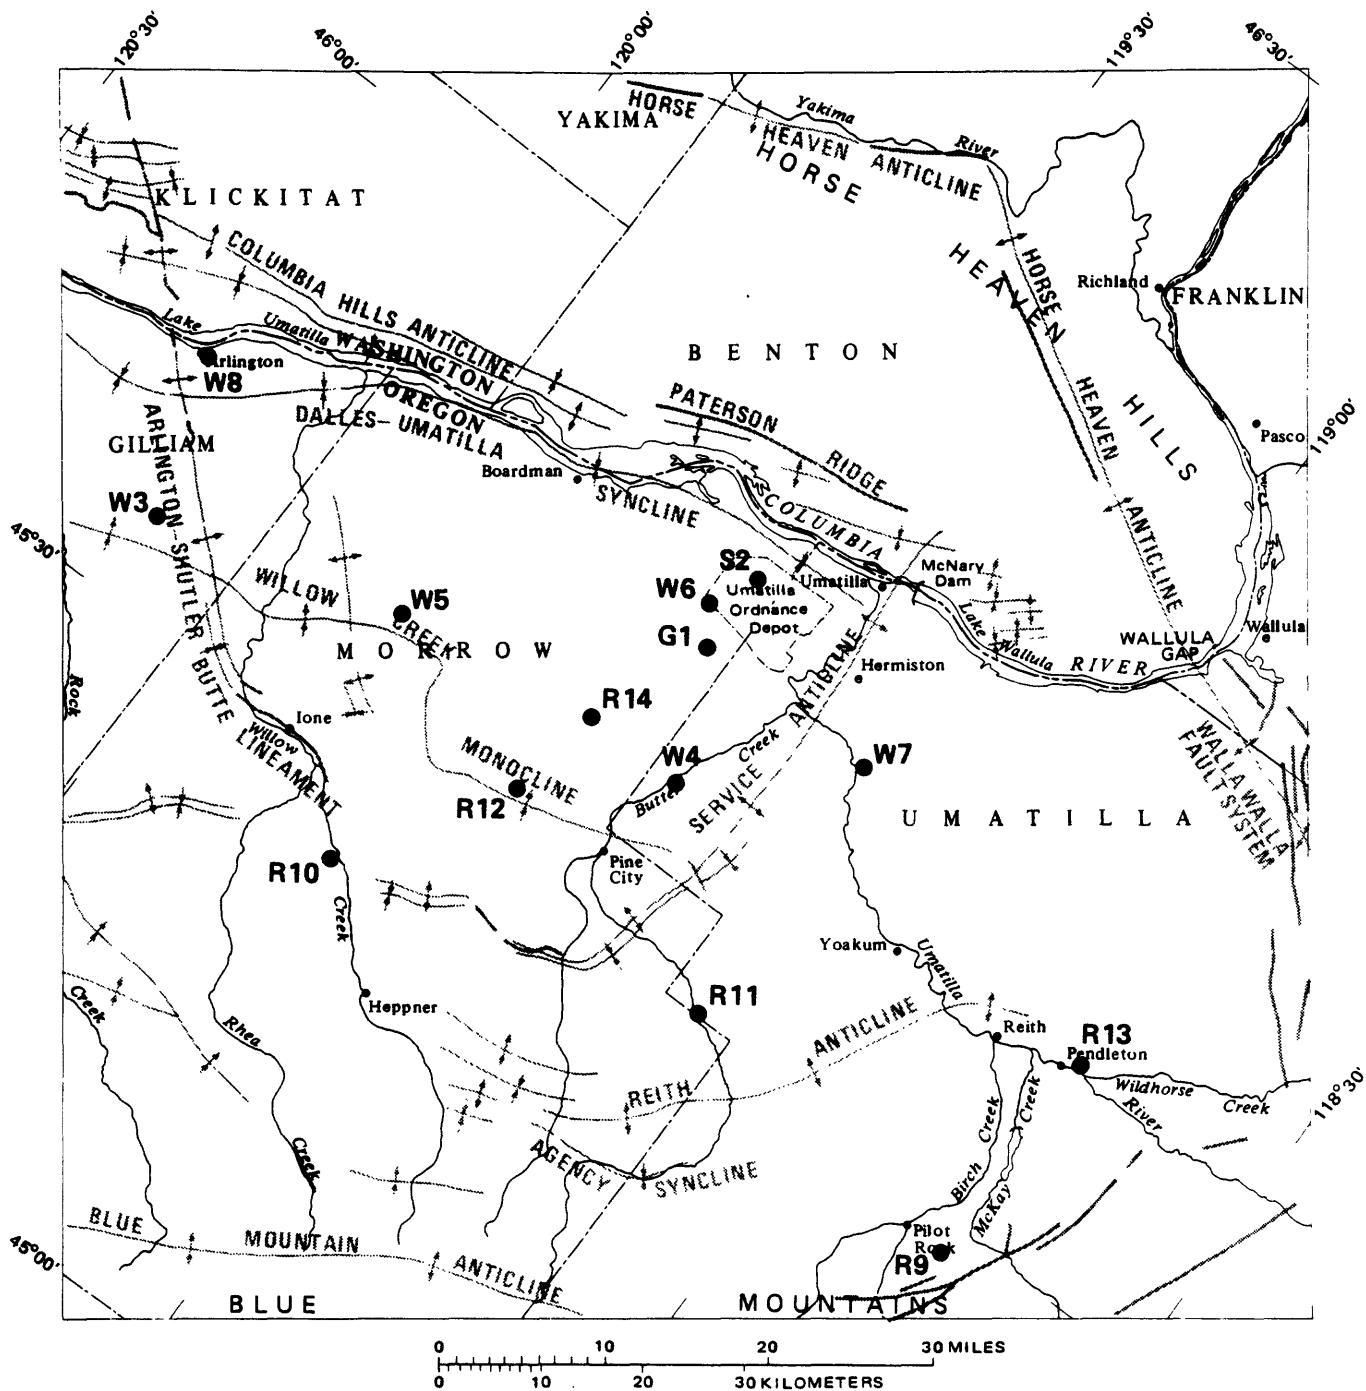 120°30'
46°00'
120°00'
119°30'
46°30'
YAKIMA
HORSE
Yakima
River
HEAVEN ANTICLINE
HORSE
KLICKITAT
COLUMBIA HILLS ANTICLINE
HEAVEN
HORSE
Richland
FRANKLIN
Lake
Umatilla
WASHINGTON
BENTON
Arlington
W8
OREGON
DALLES-UMATILLA
PATERSON
HEAVEN
HILLS
119°00'
ARLINGTON-SHUTLER BUTTE
GILLIAM
Boardman
SYNCLINE
RIDGE
Pasco
W3
COLUMBIA
ANTICLINE
45°30'
WILLOW
W5
CREEK
S2
W6
Umatilla
Ordnance
Depot
Umatilla
McNary
Dam
Lake
Wallula
RIVER
WALLULA
GAP
Wallula
MORROW
G1
ANTICLINE
Hermiston
Rock
R14
Ione
Willow
LINEAMENT
MONOCLINE
W4
Creek
Butter
SERVICE
W7
WALLA WALLA
FAULT SYSTEM
R12
UMATILLA
R10
Pine
City
Creek
Yoakum
Umatilla
Heppner
R11
ANTICLINE
Creek
Rhea
Reith
R13
Pendleton
REITH
Wildhorse
Creek
River
118°30'
Creek
Creek
Creek
AGENCY
SYNCLINE
Birch
McKay
BLUE
MOUNTAIN
ANTICLINE
45°00'
Pilot
Rock
R9
BLUE
MOUNTAINS
0 10 20 30 MILES
0 10 20 30 KILOMETERS